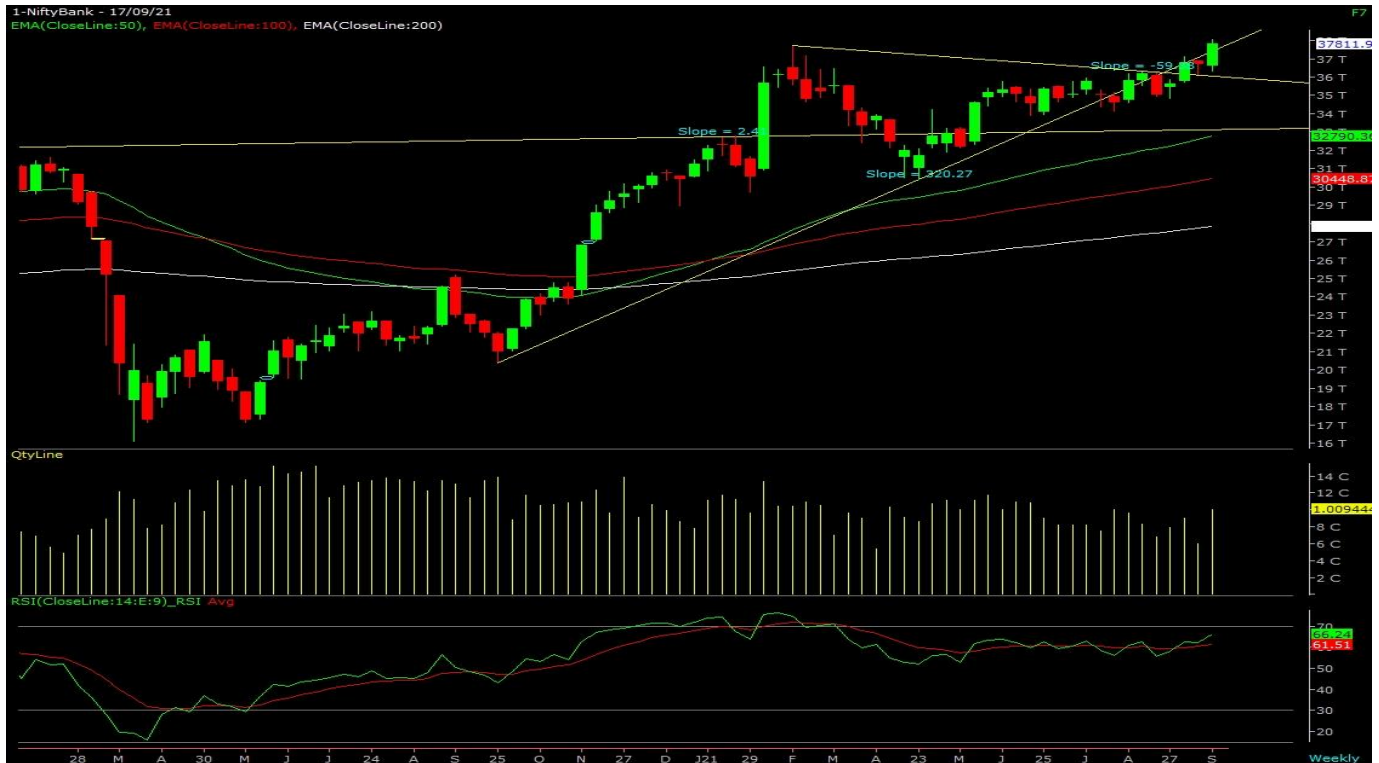 1-NiftyBank - 17/09/21
F7
EMA(CloseLine:50), EMA(CloseLine:100), EMA(CloseLine:200)
37811.9
37 T
Slope = -59.
36 T
35 T
34 T
Slope = 2.41
32790.36
32 T
31 T
Slope = 320.27
30448.87
30 T
29 T
27 T
26 T
25 T
24 T
23 T
22 T
21 T
20 T
19 T
18 T
17 T
16 T
QtyLine
14 C
12 C
1.009444
8 C
6 C
4 C
2 C
RSI(CloseLine:14:E:9)_RSI Avg
70
66.24
61.51
50
40
30
20
28 M A 30 M J J 24 A S 25 O N 27 D J21 29 F M A 23 M J 25 J A 27 S
Weekly